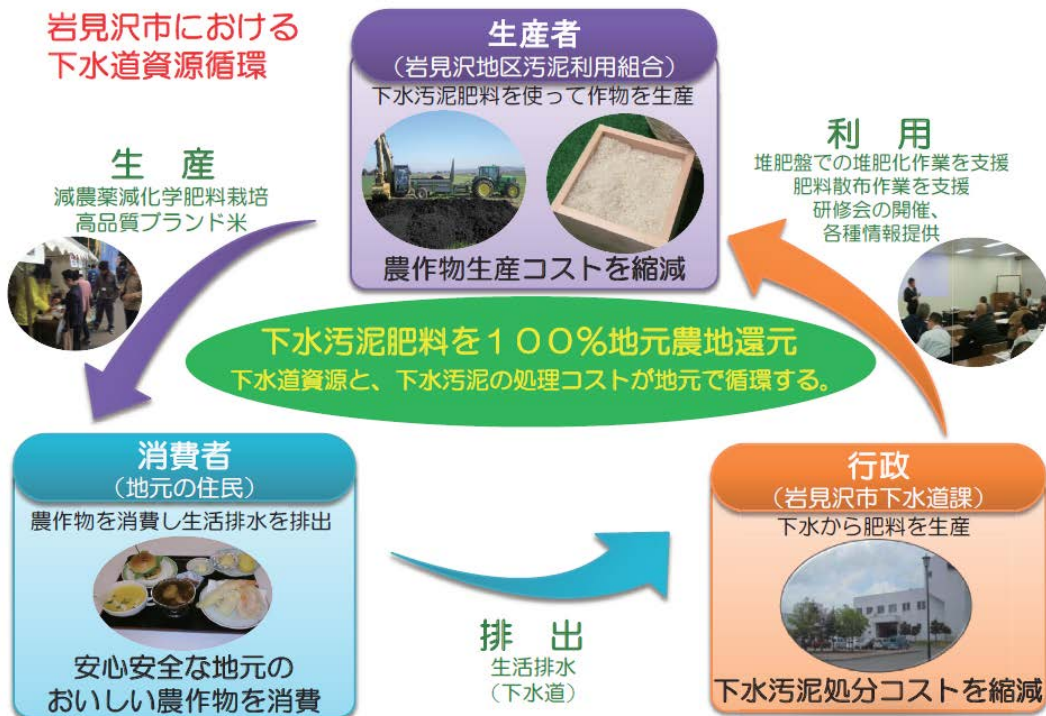 岩見沢市における
下水道資源循環
生産者
（岩見沢地区汚泥利用組合）
下水汚泥肥料を使って作物を生産
農作物生産コストを縮減
生 産
減農薬減化学肥料栽培
高品質ブランド米
利 用
堆肥盤での堆肥化作業を支援
肥料散布作業を支援
研修会の開催、
各種情報提供
下水汚泥肥料を１００％地元農地還元
下水道資源と、下水汚泥の処理コストが地元で循環する。
消費者
（地元の住民）
農作物を消費し生活排水を排出
安心安全な地元の
おいしい農作物を消費
排 出
生活排水
（下水道）
行政
（岩見沢市下水道課）
下水から肥料を生産
下水汚泥処分コストを縮減